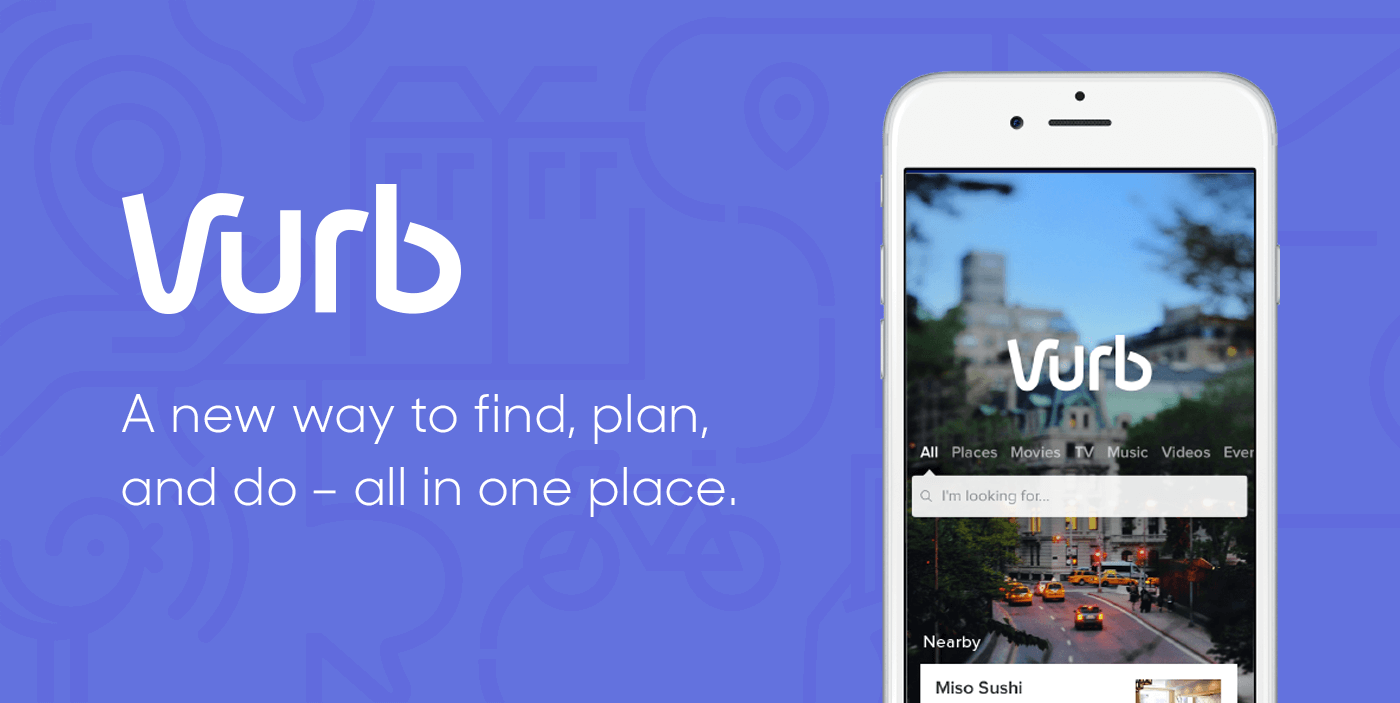 Vurb
A new way to find, plan,
and do – all in one place.
Vurb
All Places Movies TV Music Videos
I'm looking for...
Nearby
Miso Sushi